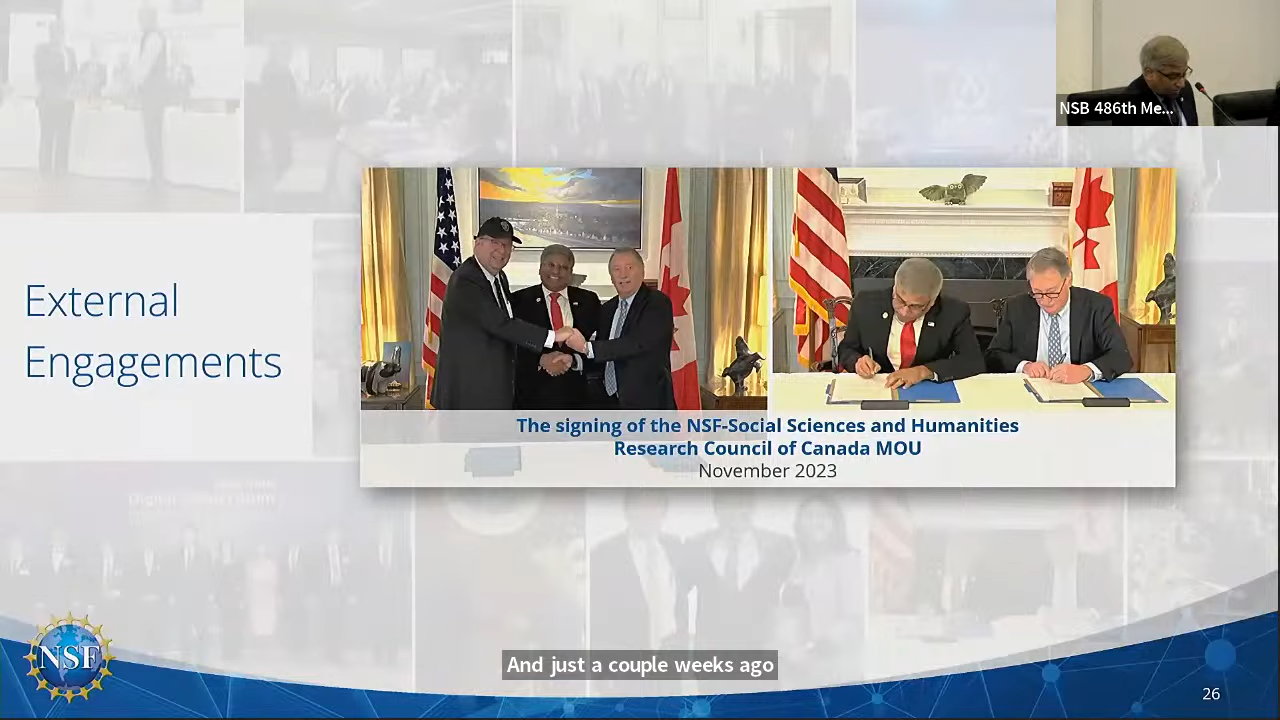 NSB 486th Me...
External
Engagements
The signing of the NSF-Social Sciences and Humanities
Research Council of Canada MOU
November 2023
And just a couple weeks ago
NSF
26